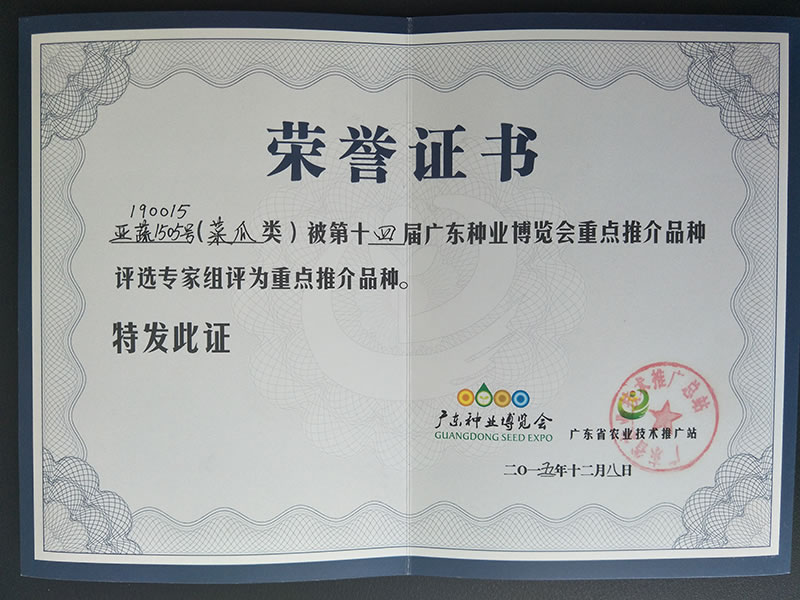 荣誉证书
190015
亚蔬1505号(菜瓜类)被第十四届广东种业博览会重点推介品种
评选专家组评为重点推介品种。
特发此证
广东种业博览会
GUANGDONG SEED EXPO
广东省农业技术推广站
二〇一五年十二月八日